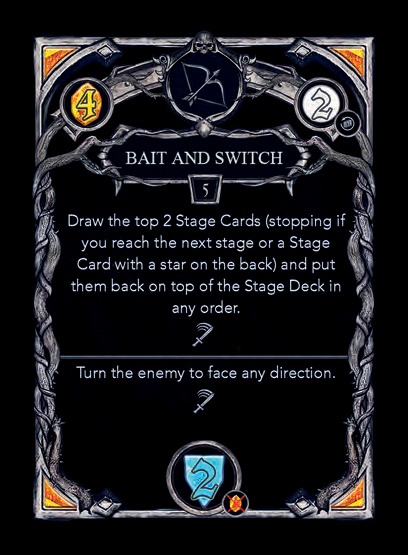 4
2
BAIT AND SWITCH
5
Draw the top 2 Stage Cards (stopping if
you reach the next stage or a Stage
Card with a star on the back) and put
them back on top of the Stage Deck in
any order.
Turn the enemy to face any direction.
2